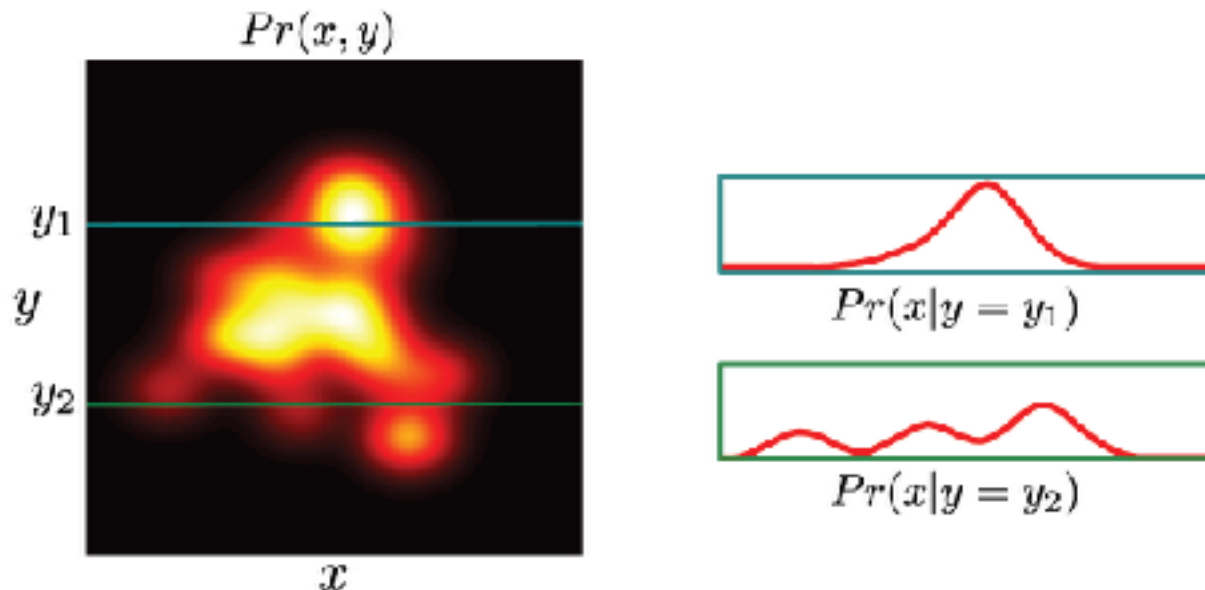 Pr(x, y)
y1
y
y2
x
Pr(x|y = y1)
Pr(x|y = y2)